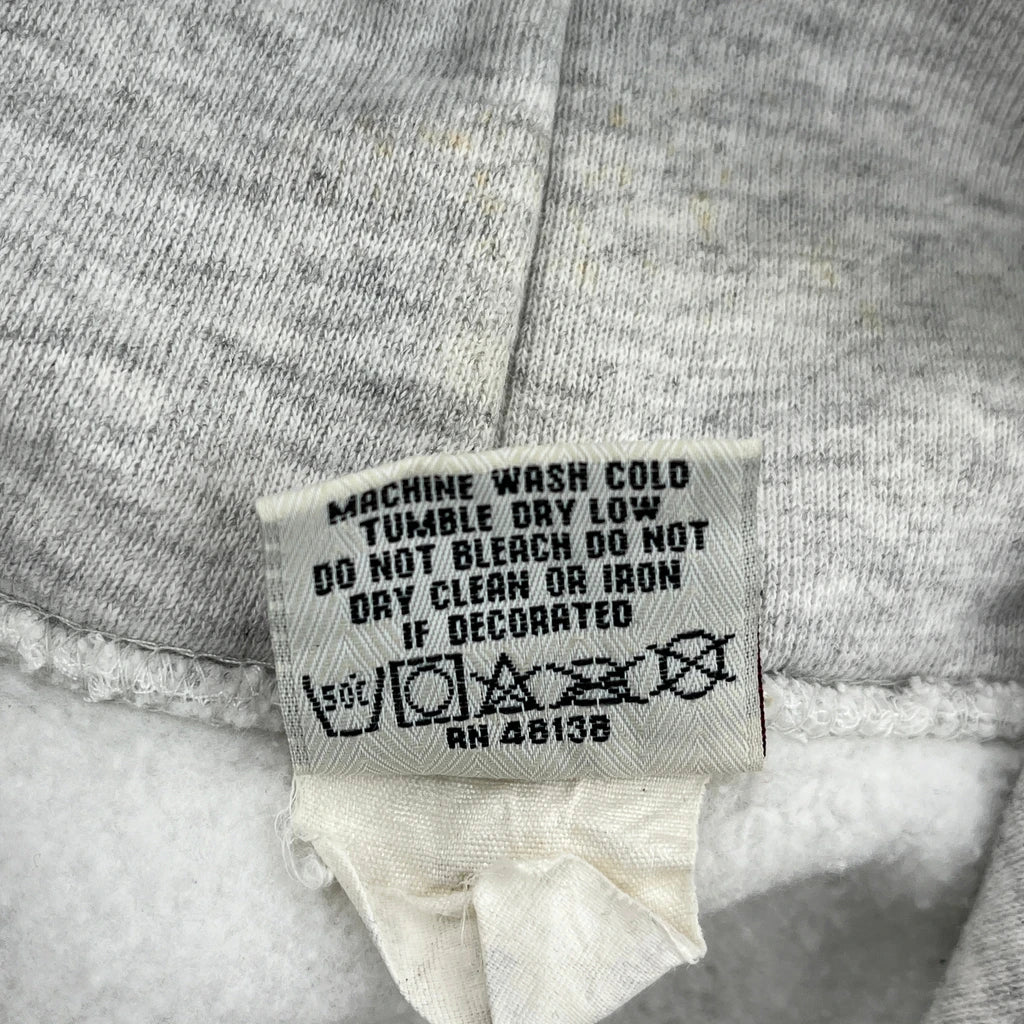 MACHINE WASH COLD
TUMBLE DRY LOW
DO NOT BLEACH DO NOT
DRY CLEAN OR IRON
IF DECORATED
50C
RN 48138